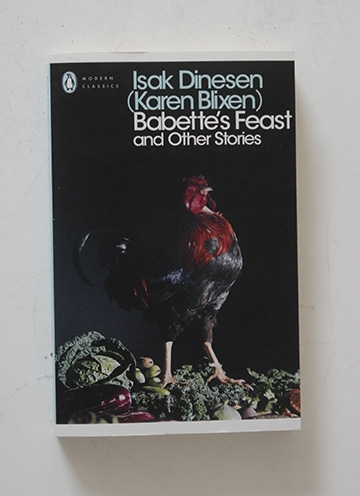 MODERN
CLASSICS
Isak Dinesen
(Karen Blixen)
Babette's Feast
and Other Stories